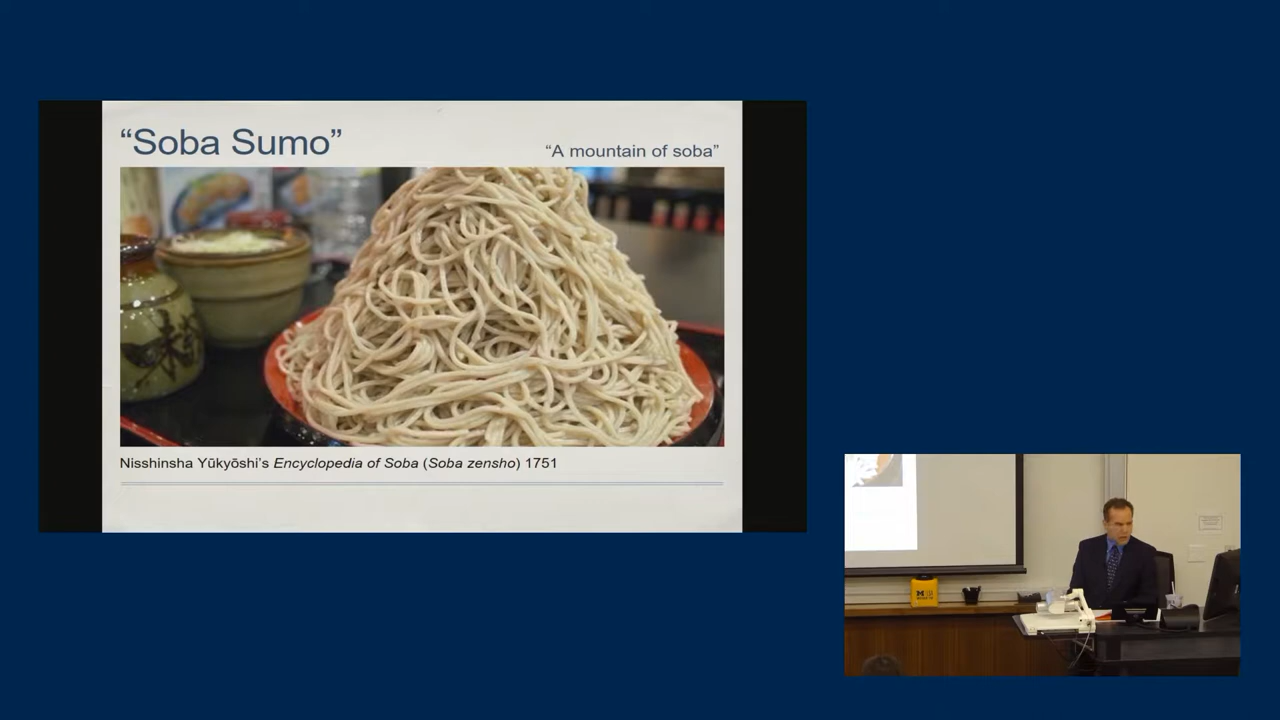 “Soba Sumo”
“A mountain of soba”
Nisshinsha Yūkyōshi’s Encyclopedia of Soba (Soba zensho) 1751
M